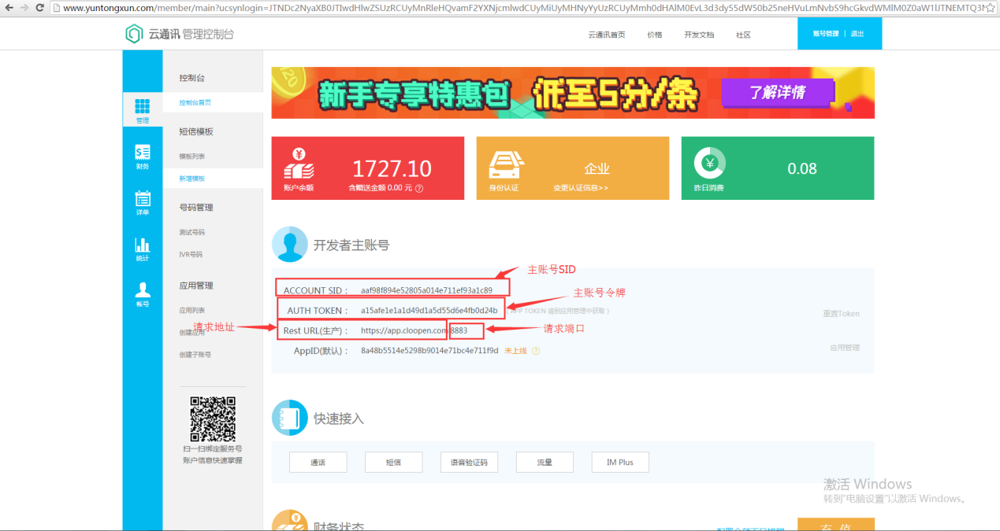 www.yuntongxun.com/member/main?ucsynlogin=JTNDc2NyaXB0JTIwdHlwZSUzRCUyMnRleHQvamF2YXNjcmlwdCUyMiUyMHNyYyUzRCUyMmh0dHAlM0EvL3d3dy55dW50b25neHVuLmNvbS9hcGkvdWMlM0Z0aW1lJTNEMTQ3
云通讯 管理控制台
云通讯首页 价格 开发文档 社区 账号管理 | 退出
管理
财务
详单
统计
帐号
控制台
控制台首页
短信模板
模板列表
新增模板
号码管理
测试号码
IVR号码
应用管理
应用列表
创建应用
创建子账号
扫一扫绑定服务号
账户信息快速掌握
新手专享特惠包 低至5分/条 了解详情
1727.10
账户余额 含赠送金额 0.00 元 ?
企业
身份认证 变更认证信息>>
0.08
昨日消费
开发者主账号
主账号SID
ACCOUNT SID： aaf98f894e52805a014e711ef93a1c89
主账号令牌
AUTH TOKEN： a15afe1e1a1d49d1a5d55d6e4fb0d24b ( APP TOKEN 请到应用管理中获取 )
重置Token
请求地址 Rest URL(生产)： https://app.cloopen.com:8883 请求端口
AppID(默认)： 8a48b5514e5298b9014e71bc4e711f9d 未上线 ?
应用管理
快速接入
通话 短信 语音验证码 流量 IM Plus
激活 Windows
转到"电脑设置"以激活 Windows。
财务状态
充 值